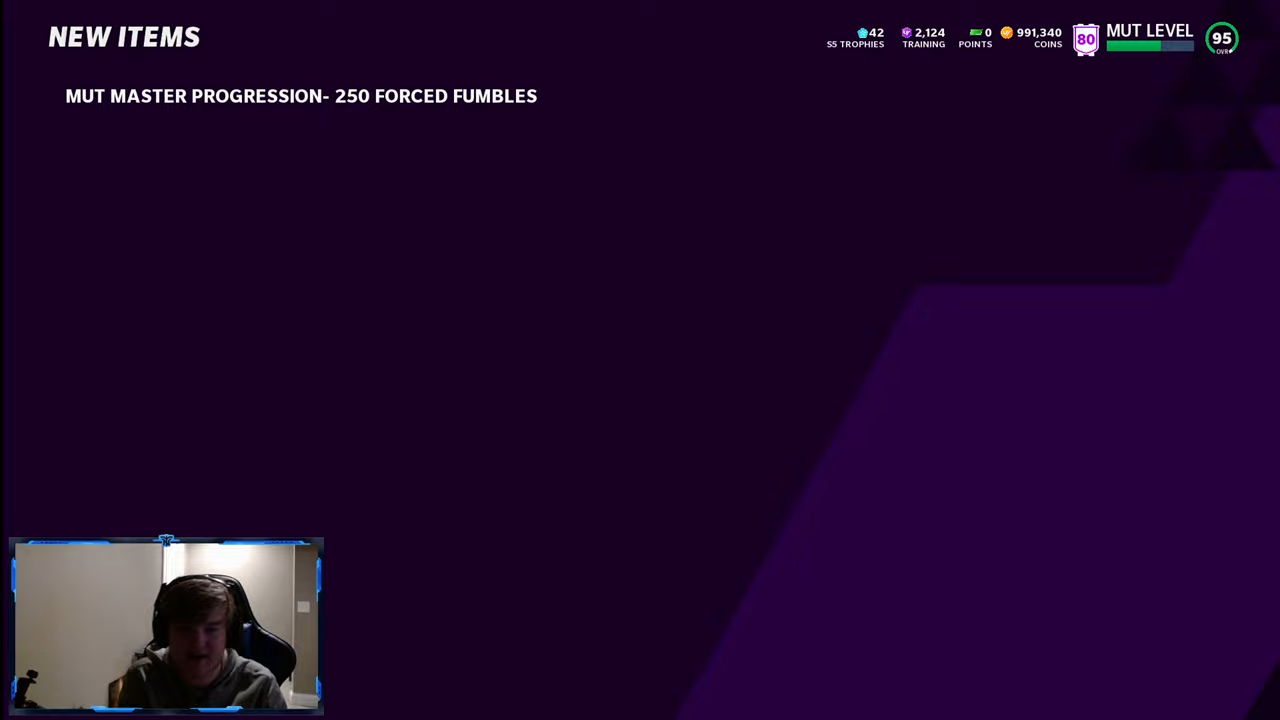 NEW ITEMS
42 2,124 0 991,340 80 MUT LEVEL 95
S5 TROPHIES TRAINING POINTS COINS OVR
MUT MASTER PROGRESSION- 250 FORCED FUMBLES